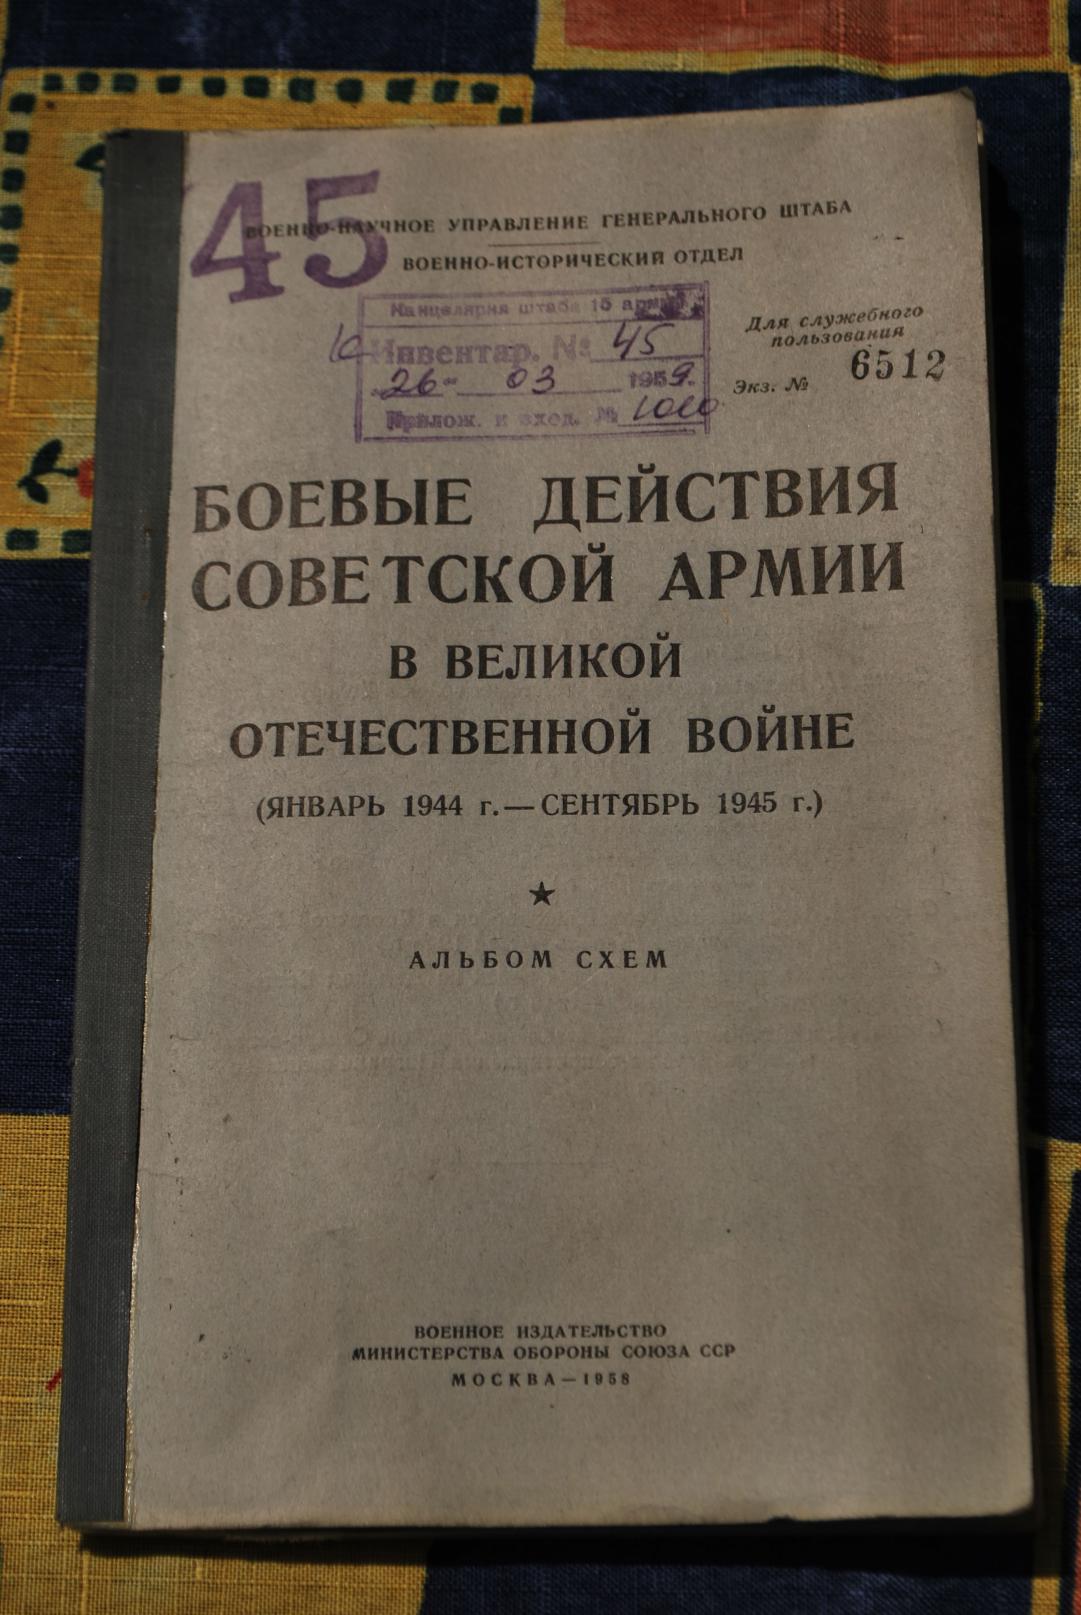 45
ВОЕННО-НАУЧНОЕ УПРАВЛЕНИЕ ГЕНЕРАЛЬНОГО ШТАБА
ВОЕННО-ИСТОРИЧЕСКИЙ ОТДЕЛ
Канцелярия штаба 15 армии
Инвентар. № 45
"26" 03 1959.
Прилож. к вход. №
Для служебного
пользования
Экз. № 6512
БОЕВЫЕ ДЕЙСТВИЯ
СОВЕТСКОЙ АРМИИ
В ВЕЛИКОЙ
ОТЕЧЕСТВЕННОЙ ВОЙНЕ
(ЯНВАРЬ 1944 г.—СЕНТЯБРЬ 1945 г.)
АЛЬБОМ СХЕМ
ВОЕННОЕ ИЗДАТЕЛЬСТВО
МИНИСТЕРСТВА ОБОРОНЫ СОЮЗА ССР
МОСКВА—1958